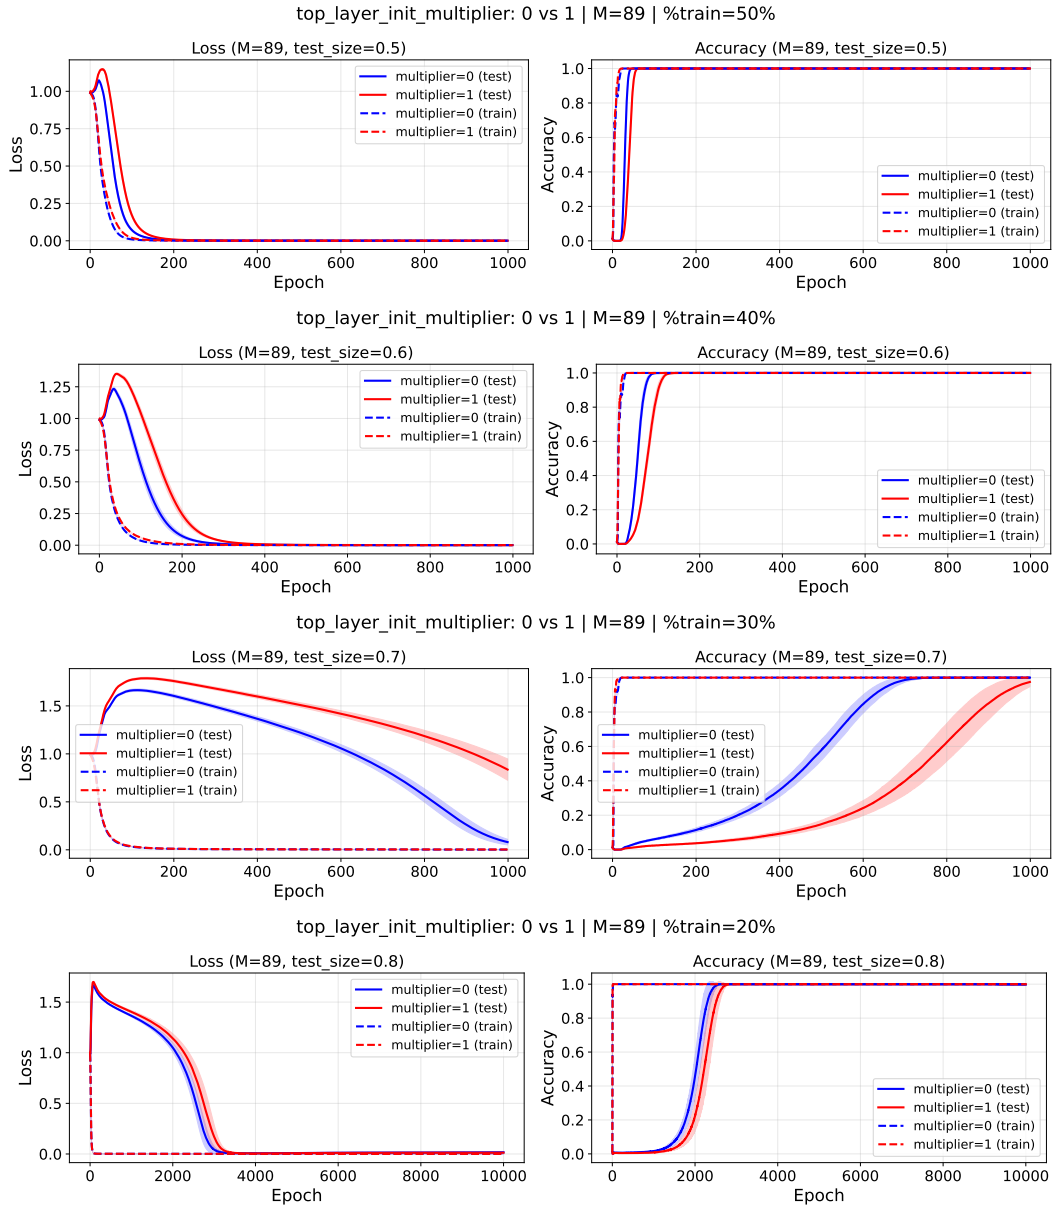 top_layer_init_multiplier: 0 vs 1 | M=89 | %train=50%
Loss (M=89, test_size=0.5)
Loss
1.00
0.75
0.50
0.25
0.00
0 200 400 600 800 1000
Epoch
multiplier=0 (test)
multiplier=1 (test)
multiplier=0 (train)
multiplier=1 (train)
Accuracy (M=89, test_size=0.5)
Accuracy
1.0
0.8
0.6
0.4
0.2
0.0
0 200 400 600 800 1000
Epoch
multiplier=0 (test)
multiplier=1 (test)
multiplier=0 (train)
multiplier=1 (train)
top_layer_init_multiplier: 0 vs 1 | M=89 | %train=40%
Loss (M=89, test_size=0.6)
Loss
1.25
1.00
0.75
0.50
0.25
0.00
0 200 400 600 800 1000
Epoch
multiplier=0 (test)
multiplier=1 (test)
multiplier=0 (train)
multiplier=1 (train)
Accuracy (M=89, test_size=0.6)
Accuracy
1.0
0.8
0.6
0.4
0.2
0.0
0 200 400 600 800 1000
Epoch
multiplier=0 (test)
multiplier=1 (test)
multiplier=0 (train)
multiplier=1 (train)
top_layer_init_multiplier: 0 vs 1 | M=89 | %train=30%
Loss (M=89, test_size=0.7)
Loss
1.5
1.0
0.5
0.0
0 200 400 600 800 1000
Epoch
multiplier=0 (test)
multiplier=1 (test)
multiplier=0 (train)
multiplier=1 (train)
Accuracy (M=89, test_size=0.7)
Accuracy
1.0
0.8
0.6
0.4
0.2
0.0
0 200 400 600 800 1000
Epoch
multiplier=0 (test)
multiplier=1 (test)
multiplier=0 (train)
multiplier=1 (train)
top_layer_init_multiplier: 0 vs 1 | M=89 | %train=20%
Loss (M=89, test_size=0.8)
Loss
1.5
1.0
0.5
0.0
0 2000 4000 6000 8000 10000
Epoch
multiplier=0 (test)
multiplier=1 (test)
multiplier=0 (train)
multiplier=1 (train)
Accuracy (M=89, test_size=0.8)
Accuracy
1.0
0.8
0.6
0.4
0.2
0.0
0 2000 4000 6000 8000 10000
Epoch
multiplier=0 (test)
multiplier=1 (test)
multiplier=0 (train)
multiplier=1 (train)